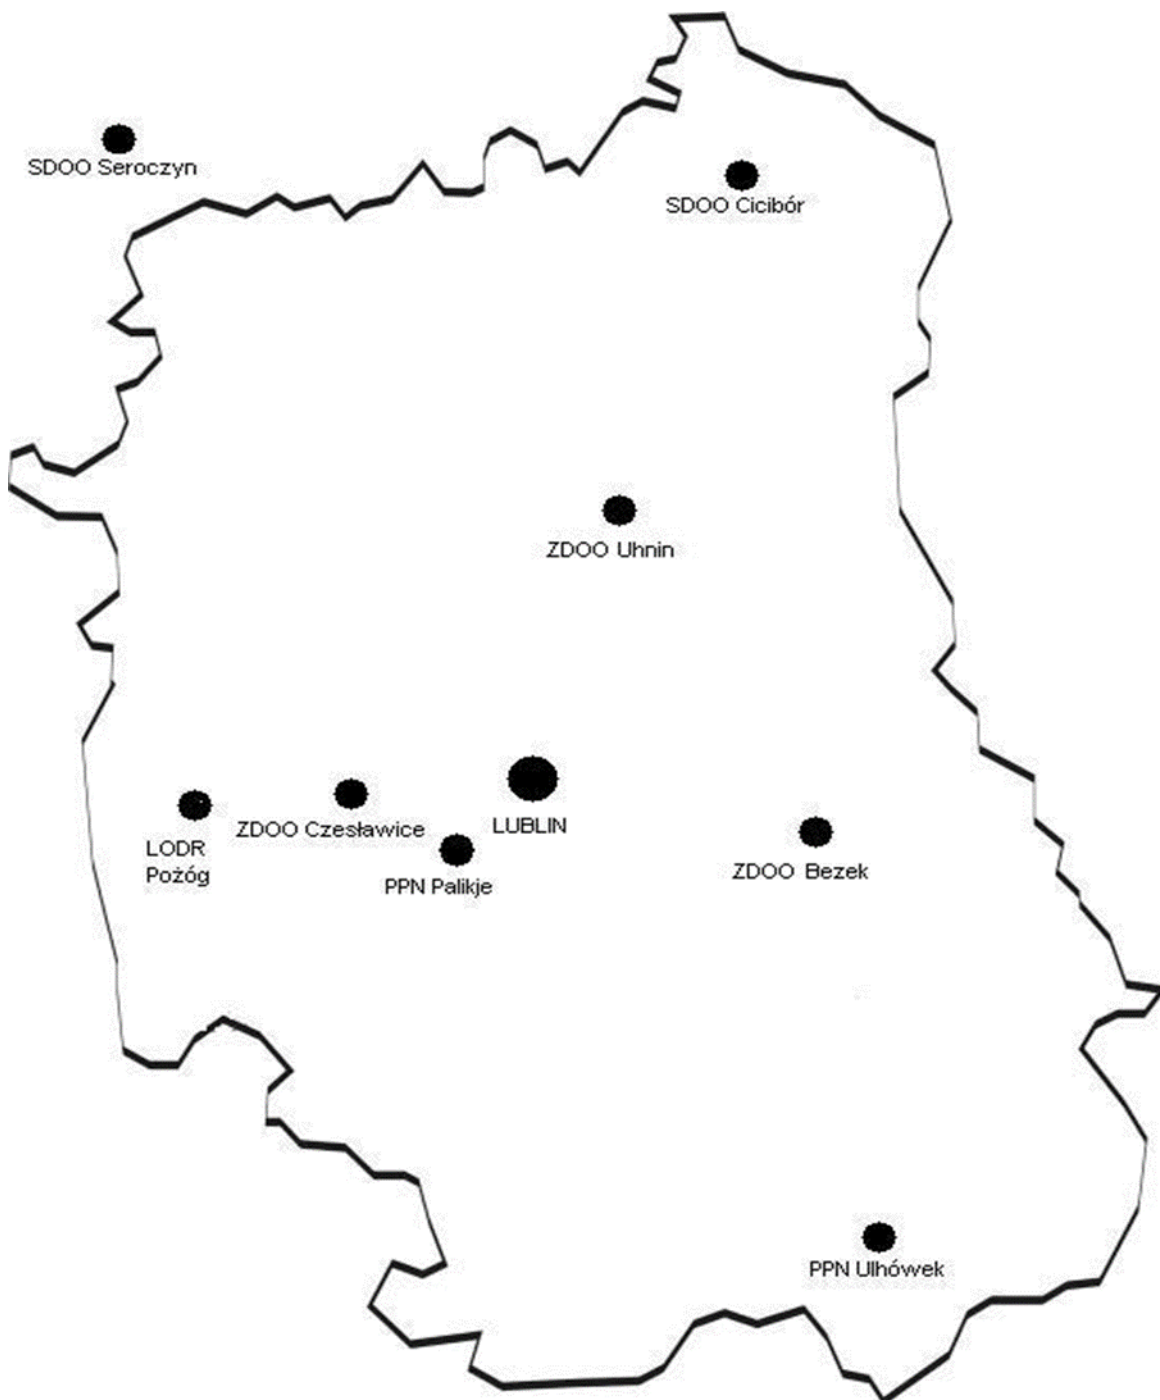 SDOO Seroczyn
SDOO Cicibór
ZDOO Uhnin
LUBLIN
ZDOO Czesławice
LODR
Pożóg
PPN Palikje
ZDOO Bezek
PPN Ulhówek